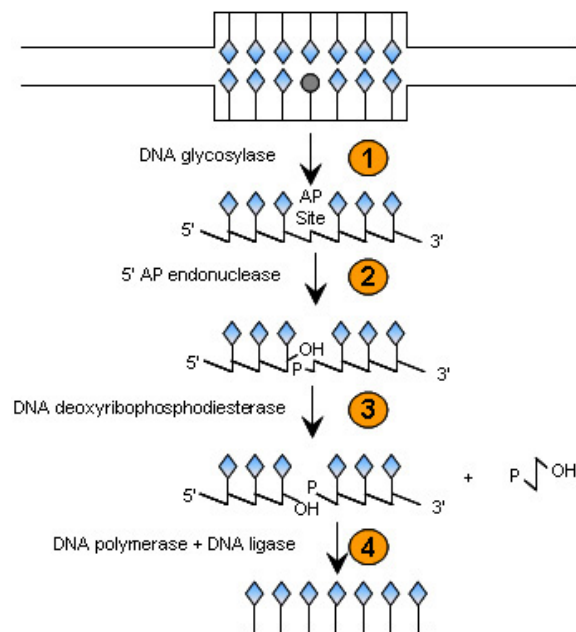 DNA glycosylase 1
AP
Site
5' 3'
5' AP endonuclease 2
OH
P
5' 3'
DNA deoxyribophosphodiesterase 3
P + P OH
5' OH 3'
DNA polymerase + DNA ligase 4